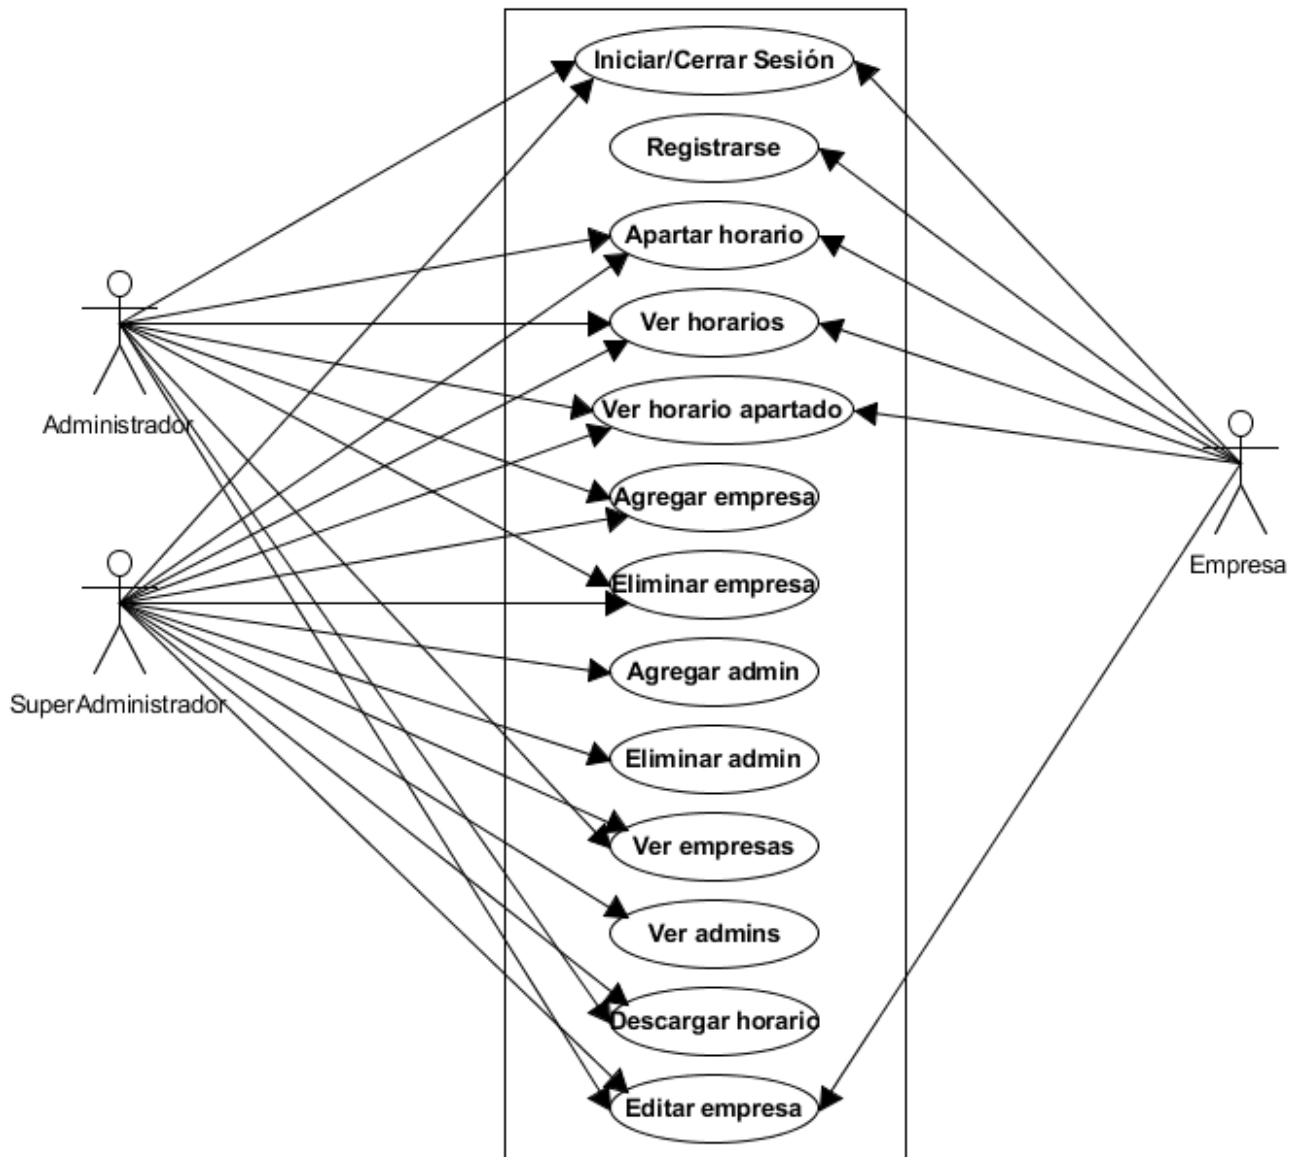 Iniciar/Cerrar Sesión
Registrarse
Apartar horario
Ver horarios
Administrador
Ver horario apartado
Agregar empresa
Empresa
Eliminar empresa
Agregar admin
SuperAdministrador
Eliminar admin
Ver empresas
Ver admins
Descargar horario
Editar empresa